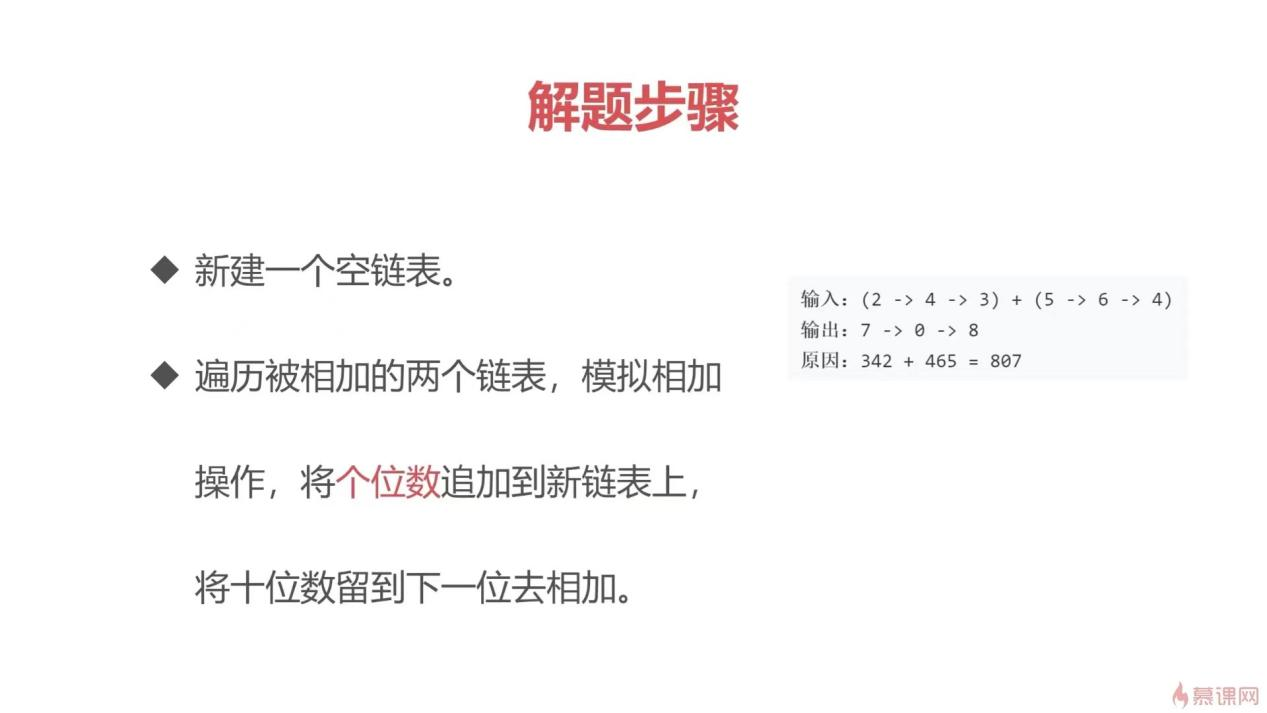 解题步骤
◆ 新建一个空链表。
◆ 遍历被相加的两个链表，模拟相加
操作，将个位数追加到新链表上，
将十位数留到下一位去相加。
输入：(2 -> 4 -> 3) + (5 -> 6 -> 4)
输出：7 -> 0 -> 8
原因：342 + 465 = 807
慕课网